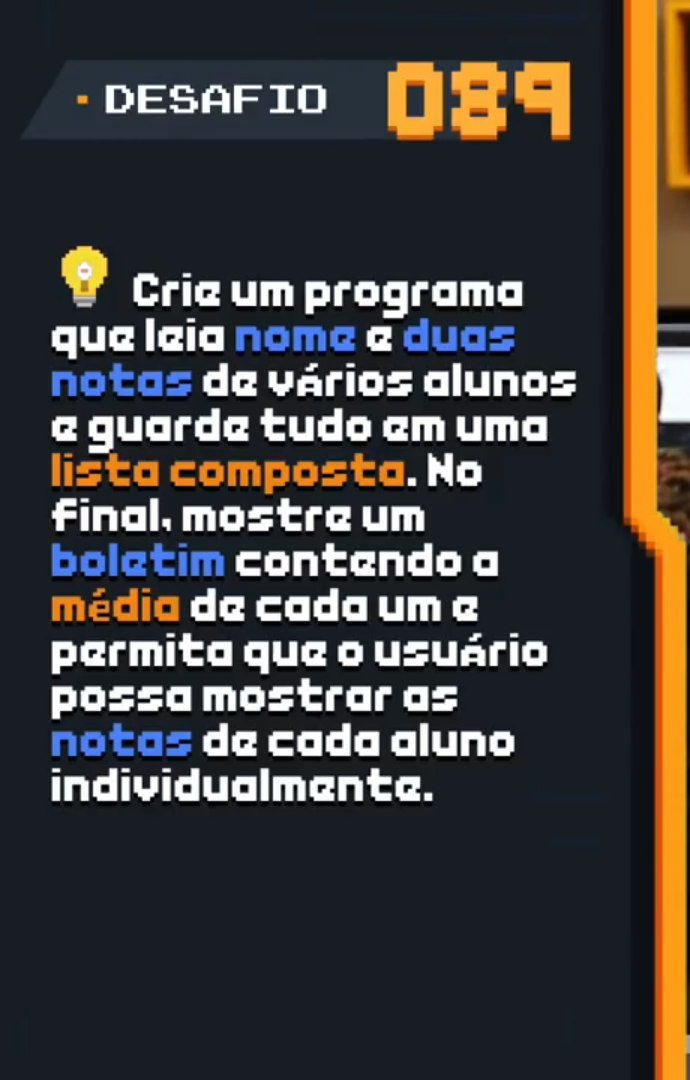 DESAFIO 089
Crie um programa
que leia nome e duas
notas de vários alunos
e guarde tudo em uma
lista composta. No
final, mostre um
boletim contendo a
média de cada um e
permita que o usuário
possa mostrar as
notas de cada aluno
individualmente.